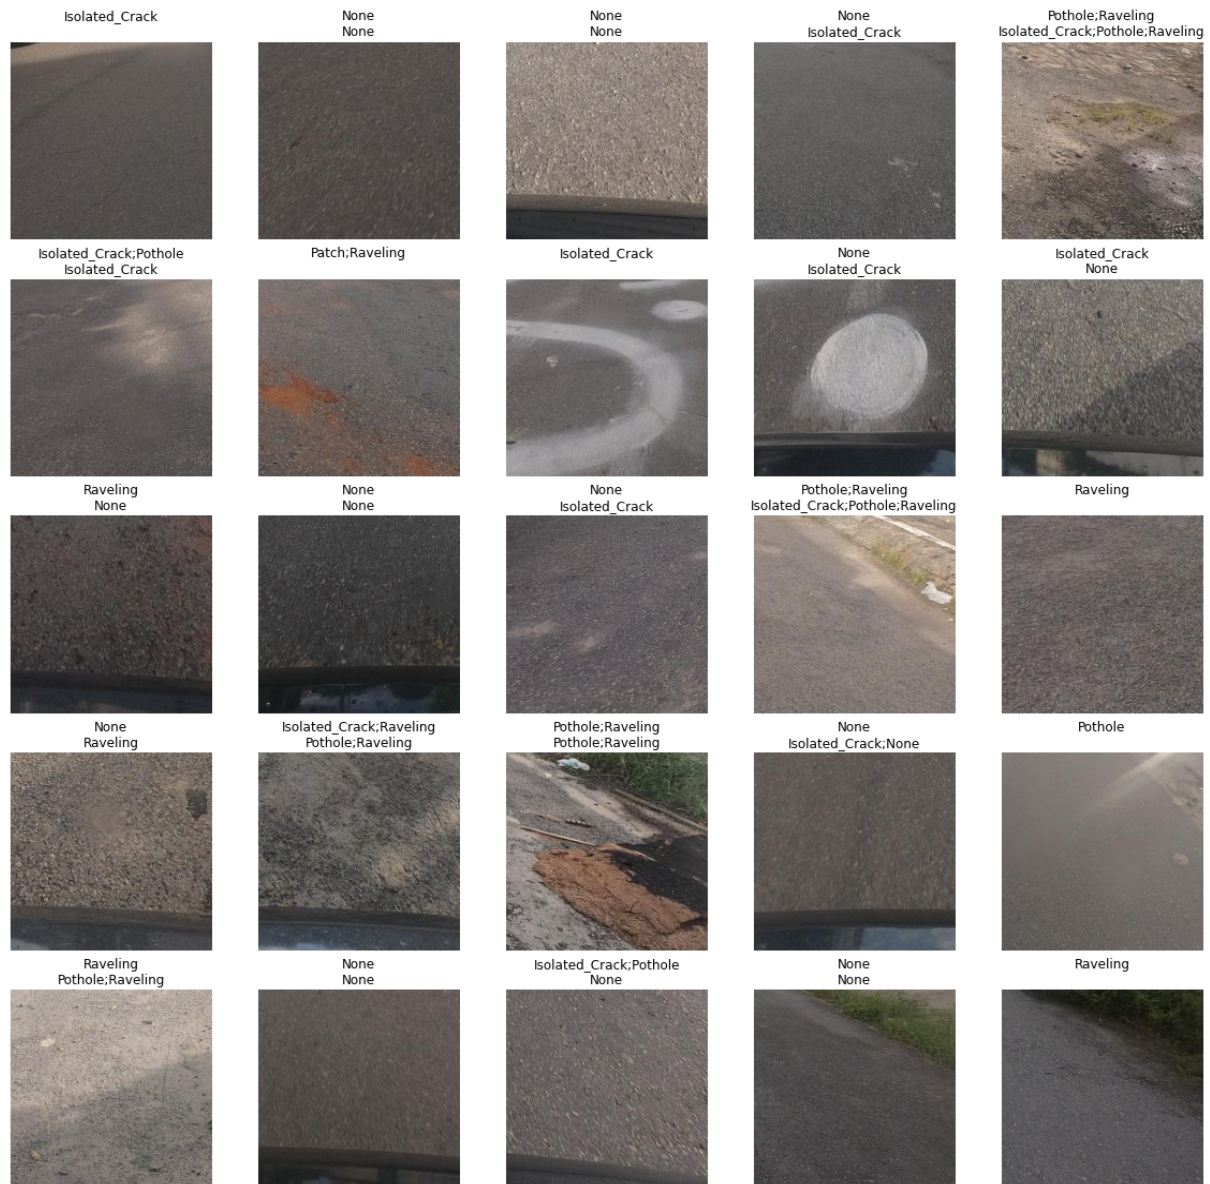 Isolated_Crack
None
None
None
None
None
Isolated_Crack
Pothole;Raveling
Isolated_Crack;Pothole;Raveling
Isolated_Crack;Pothole
Isolated_Crack
Patch;Raveling
Isolated_Crack
None
Isolated_Crack
Isolated_Crack
None
Raveling
None
None
None
None
Isolated_Crack
Pothole;Raveling
Isolated_Crack;Pothole;Raveling
Raveling
None
Raveling
Isolated_Crack;Raveling
Pothole;Raveling
Pothole;Raveling
Pothole;Raveling
None
Isolated_Crack;None
Pothole
Raveling
Pothole;Raveling
None
None
Isolated_Crack;Pothole
None
None
None
Raveling